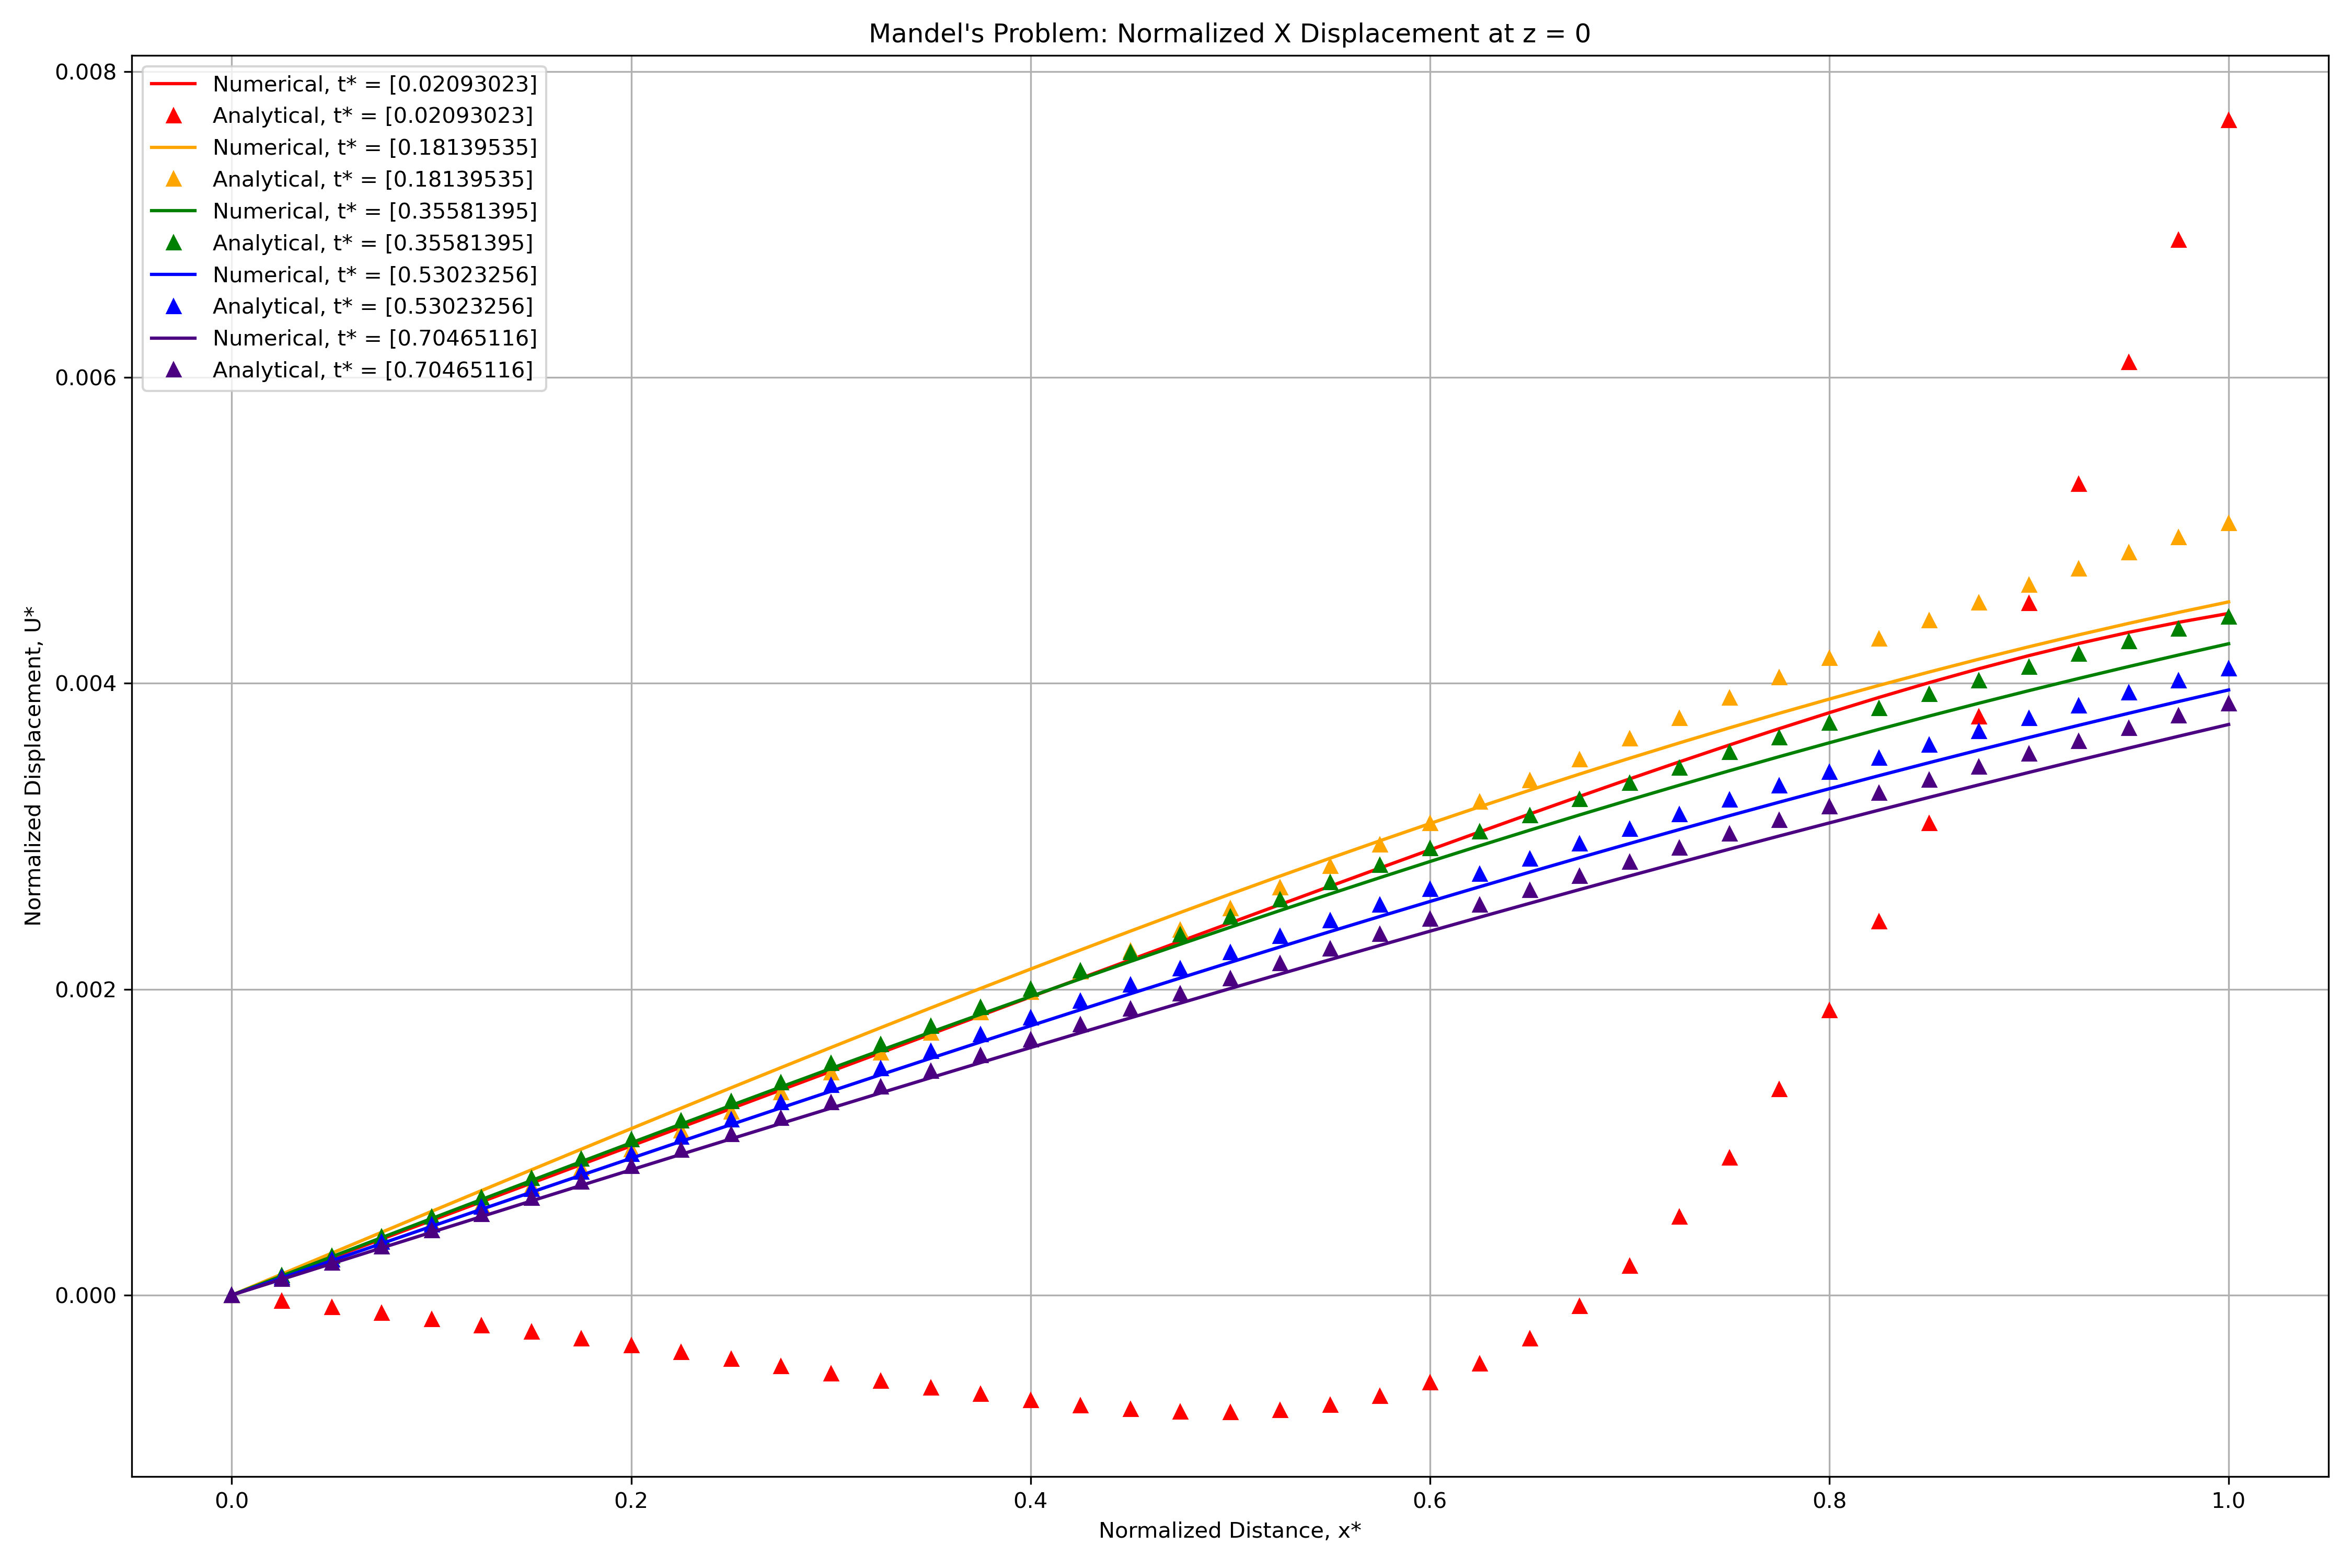 Mandel's Problem: Normalized X Displacement at z = 0
Numerical, t* = [0.02093023]
Analytical, t* = [0.02093023]
Numerical, t* = [0.18139535]
Analytical, t* = [0.18139535]
Numerical, t* = [0.35581395]
Analytical, t* = [0.35581395]
Numerical, t* = [0.53023256]
Analytical, t* = [0.53023256]
Numerical, t* = [0.70465116]
Analytical, t* = [0.70465116]
Normalized Displacement, U*
0.008
0.006
0.004
0.002
0.000
0.0 0.2 0.4 0.6 0.8 1.0
Normalized Distance, x*